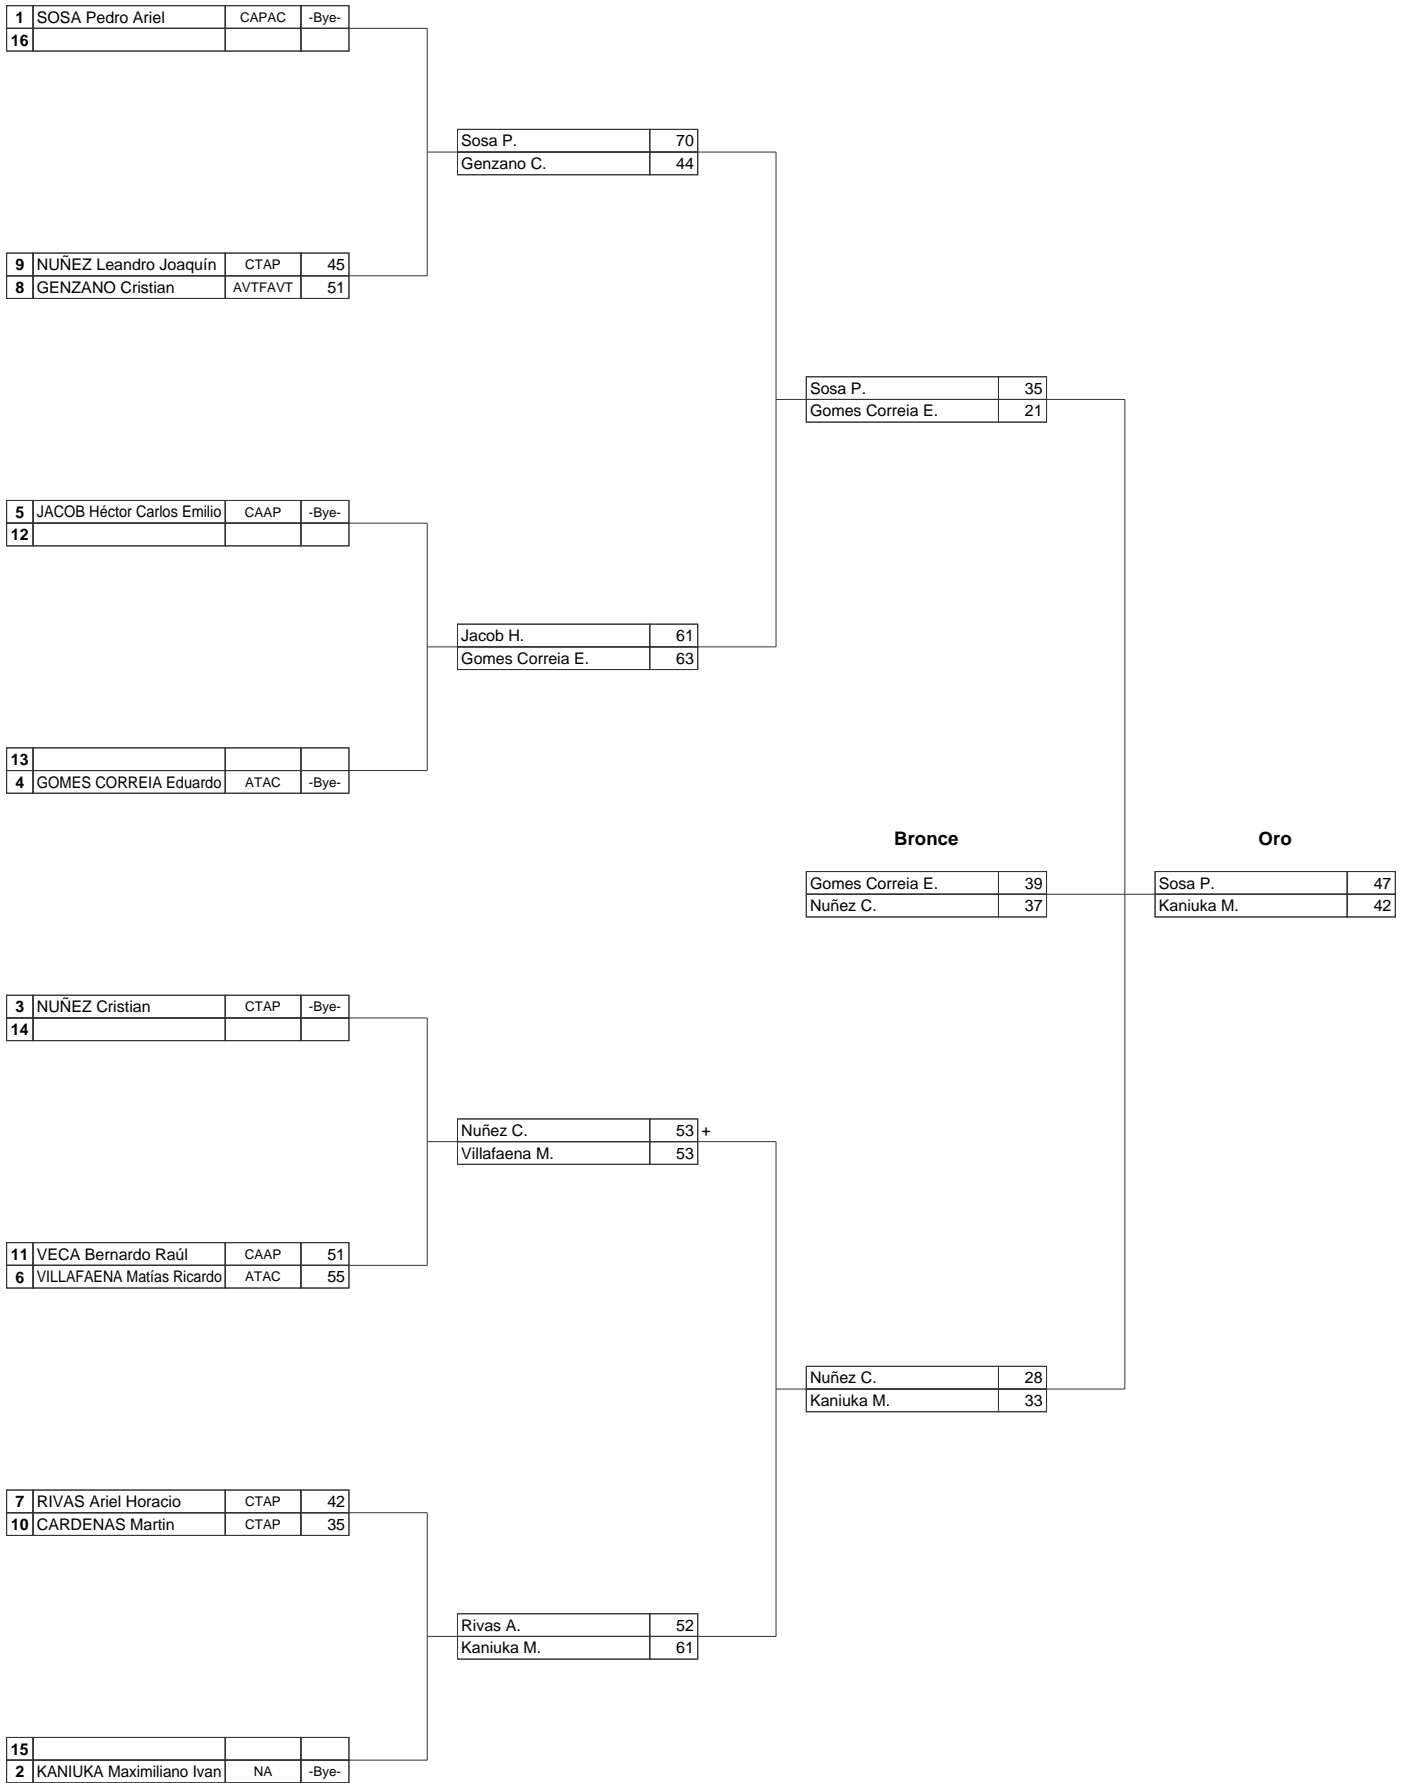 1 SOSA Pedro Ariel CAPAC -Bye-
16
Sosa P. 70
Genzano C. 44
9 NUÑEZ Leandro Joaquín CTAP 45
8 GENZANO Cristian AVTFAVT 51
Sosa P. 35
Gomes Correia E. 21
5 JACOB Héctor Carlos Emilio CAAP -Bye-
12
Jacob H. 61
Gomes Correia E. 63
13
4 GOMES CORREIA Eduardo ATAC -Bye-
Bronce Oro
Gomes Correia E. 39 Sosa P. 47
Nuñez C. 37 Kaniuka M. 42
3 NUÑEZ Cristian CTAP -Bye-
14
Nuñez C. 53 +
Villafaena M. 53
11 VECA Bernardo Raúl CAAP 51
6 VILLAFAENA Matías Ricardo ATAC 55
Nuñez C. 28
Kaniuka M. 33
7 RIVAS Ariel Horacio CTAP 42
10 CARDENAS Martin CTAP 35
Rivas A. 52
Kaniuka M. 61
15
2 KANIUKA Maximiliano Ivan NA -Bye-